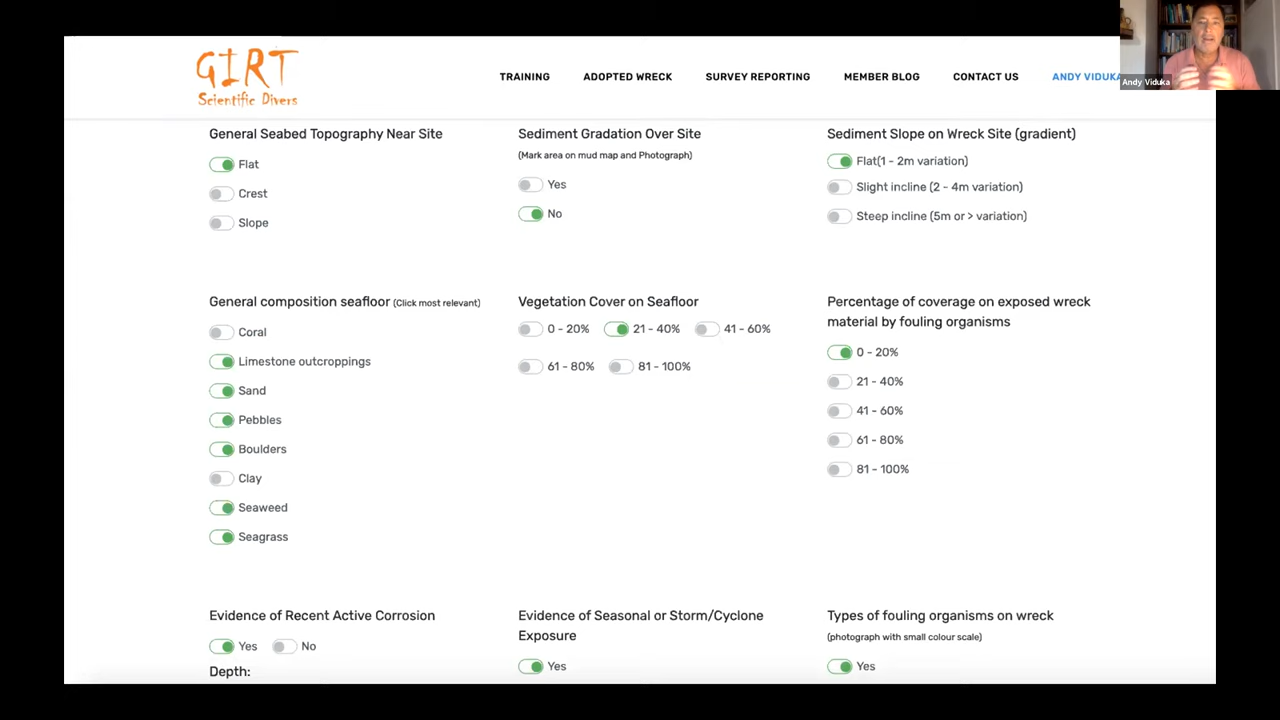 GIRT
Scientific Divers
TRAINING
ADOPTED WRECK
SURVEY REPORTING
MEMBER BLOG
CONTACT US
ANDY VIDUKA
Andy Viduka
General Seabed Topography Near Site
Flat
Crest
Slope
Sediment Gradation Over Site
(Mark area on mud map and Photograph)
Yes
No
Sediment Slope on Wreck Site (gradient)
Flat(1 - 2m variation)
Slight incline (2 - 4m variation)
Steep incline (5m or > variation)
General composition seafloor (Click most relevant)
Coral
Limestone outcroppings
Sand
Pebbles
Boulders
Clay
Seaweed
Seagrass
Vegetation Cover on Seafloor
0 - 20% 21 - 40% 41 - 60%
61 - 80% 81 - 100%
Percentage of coverage on exposed wreck
material by fouling organisms
0 - 20%
21 - 40%
41 - 60%
61 - 80%
81 - 100%
Evidence of Recent Active Corrosion
Yes No
Depth:
Evidence of Seasonal or Storm/Cyclone
Exposure
Yes
Types of fouling organisms on wreck
(photograph with small colour scale)
Yes